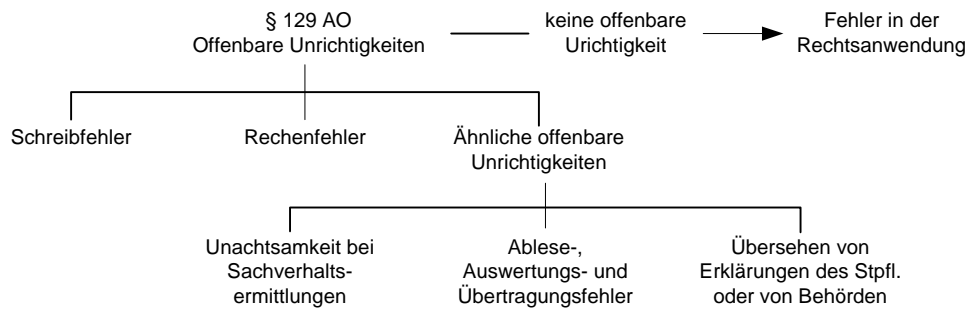 § 129 AO
Offenbare Unrichtigkeiten
keine offenbare
Urichtigkeit
Fehler in der
Rechtsanwendung
Schreibfehler
Rechenfehler
Ähnliche offenbare
Unrichtigkeiten
Unachtsamkeit bei
Sachverhalts-
ermittlungen
Ablese-,
Auswertungs- und
Übertragungsfehler
Übersehen von
Erklärungen des Stpfl.
oder von Behörden